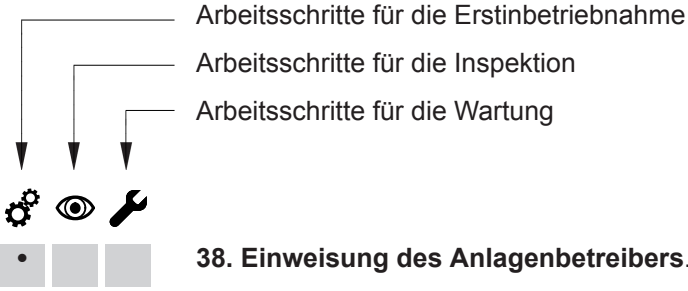 Arbeitsschritte für die Erstinbetriebnahme
Arbeitsschritte für die Inspektion
Arbeitsschritte für die Wartung
• 38. Einweisung des Anlagenbetreibers.